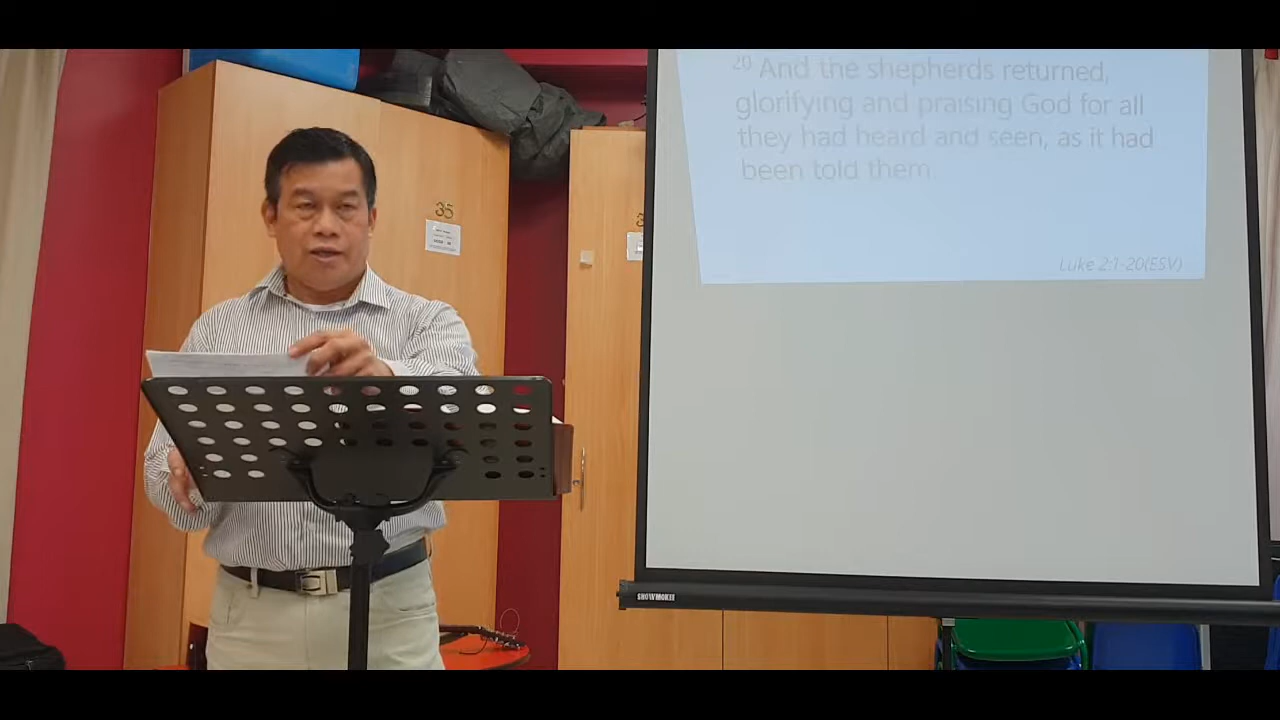 35
20 And the shepherds returned,
glorifying and praising God for all
they had heard and seen, as it had
been told them.
Luke 2:1-20(ESV)